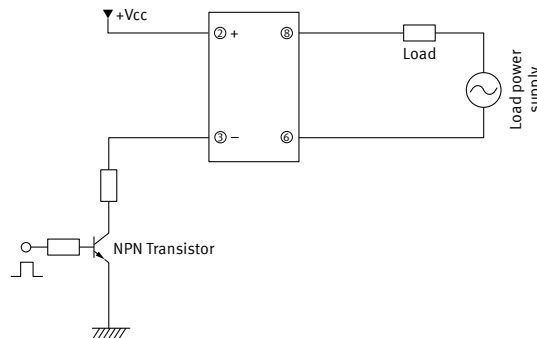 +Vcc
② +
⑧
Load
Load power
supply
③ −
⑥
NPN Transistor